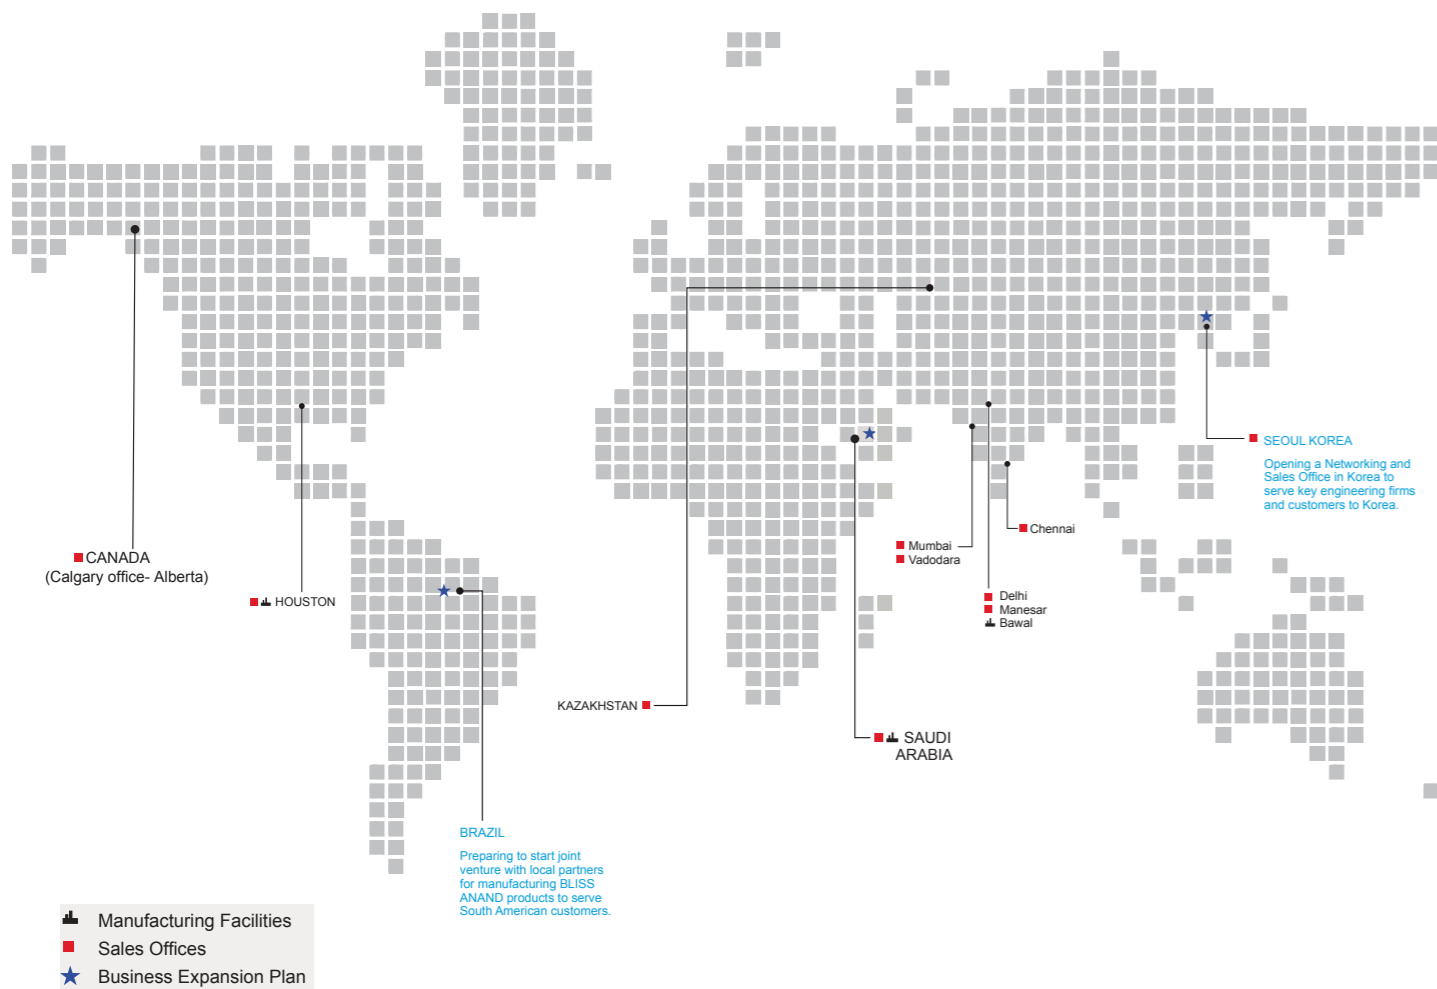 SEOUL KOREA
Opening a Networking and
Sales Office in Korea to
serve key engineering firms
and customers to Korea.
Chennai
Mumbai
Vadodara
CANADA
(Calgary office- Alberta)
HOUSTON
Delhi
Manesar
Bawal
KAZAKHSTAN
SAUDI
ARABIA
BRAZIL
Preparing to start joint
venture with local partners
for manufacturing BLISS
ANAND products to serve
South American customers.
Manufacturing Facilities
Sales Offices
Business Expansion Plan